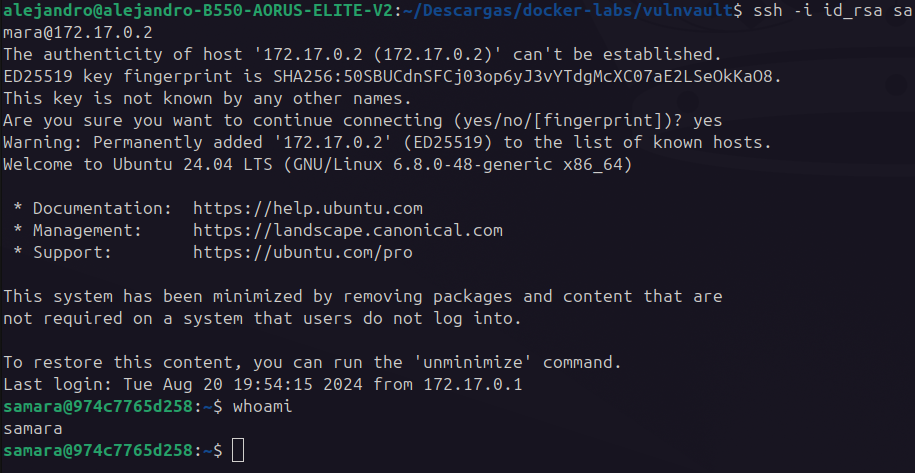 alejandro@alejandro-B550-AORUS-ELITE-V2:~/Descargas/docker-labs/vulnvault$ ssh -i id_rsa sa
mara@172.17.0.2
The authenticity of host '172.17.0.2 (172.17.0.2)' can't be established.
ED25519 key fingerprint is SHA256:50SBUCdnSFCj03op6yJ3vYTdgMcXC07aE2LSeOkKaO8.
This key is not known by any other names.
Are you sure you want to continue connecting (yes/no/[fingerprint])? yes
Warning: Permanently added '172.17.0.2' (ED25519) to the list of known hosts.
Welcome to Ubuntu 24.04 LTS (GNU/Linux 6.8.0-48-generic x86_64)

 * Documentation:  https://help.ubuntu.com
 * Management:     https://landscape.canonical.com
 * Support:        https://ubuntu.com/pro

This system has been minimized by removing packages and content that are
not required on a system that users do not log into.

To restore this content, you can run the 'unminimize' command.
Last login: Tue Aug 20 19:54:15 2024 from 172.17.0.1
samara@974c7765d258:~$ whoami
samara
samara@974c7765d258:~$